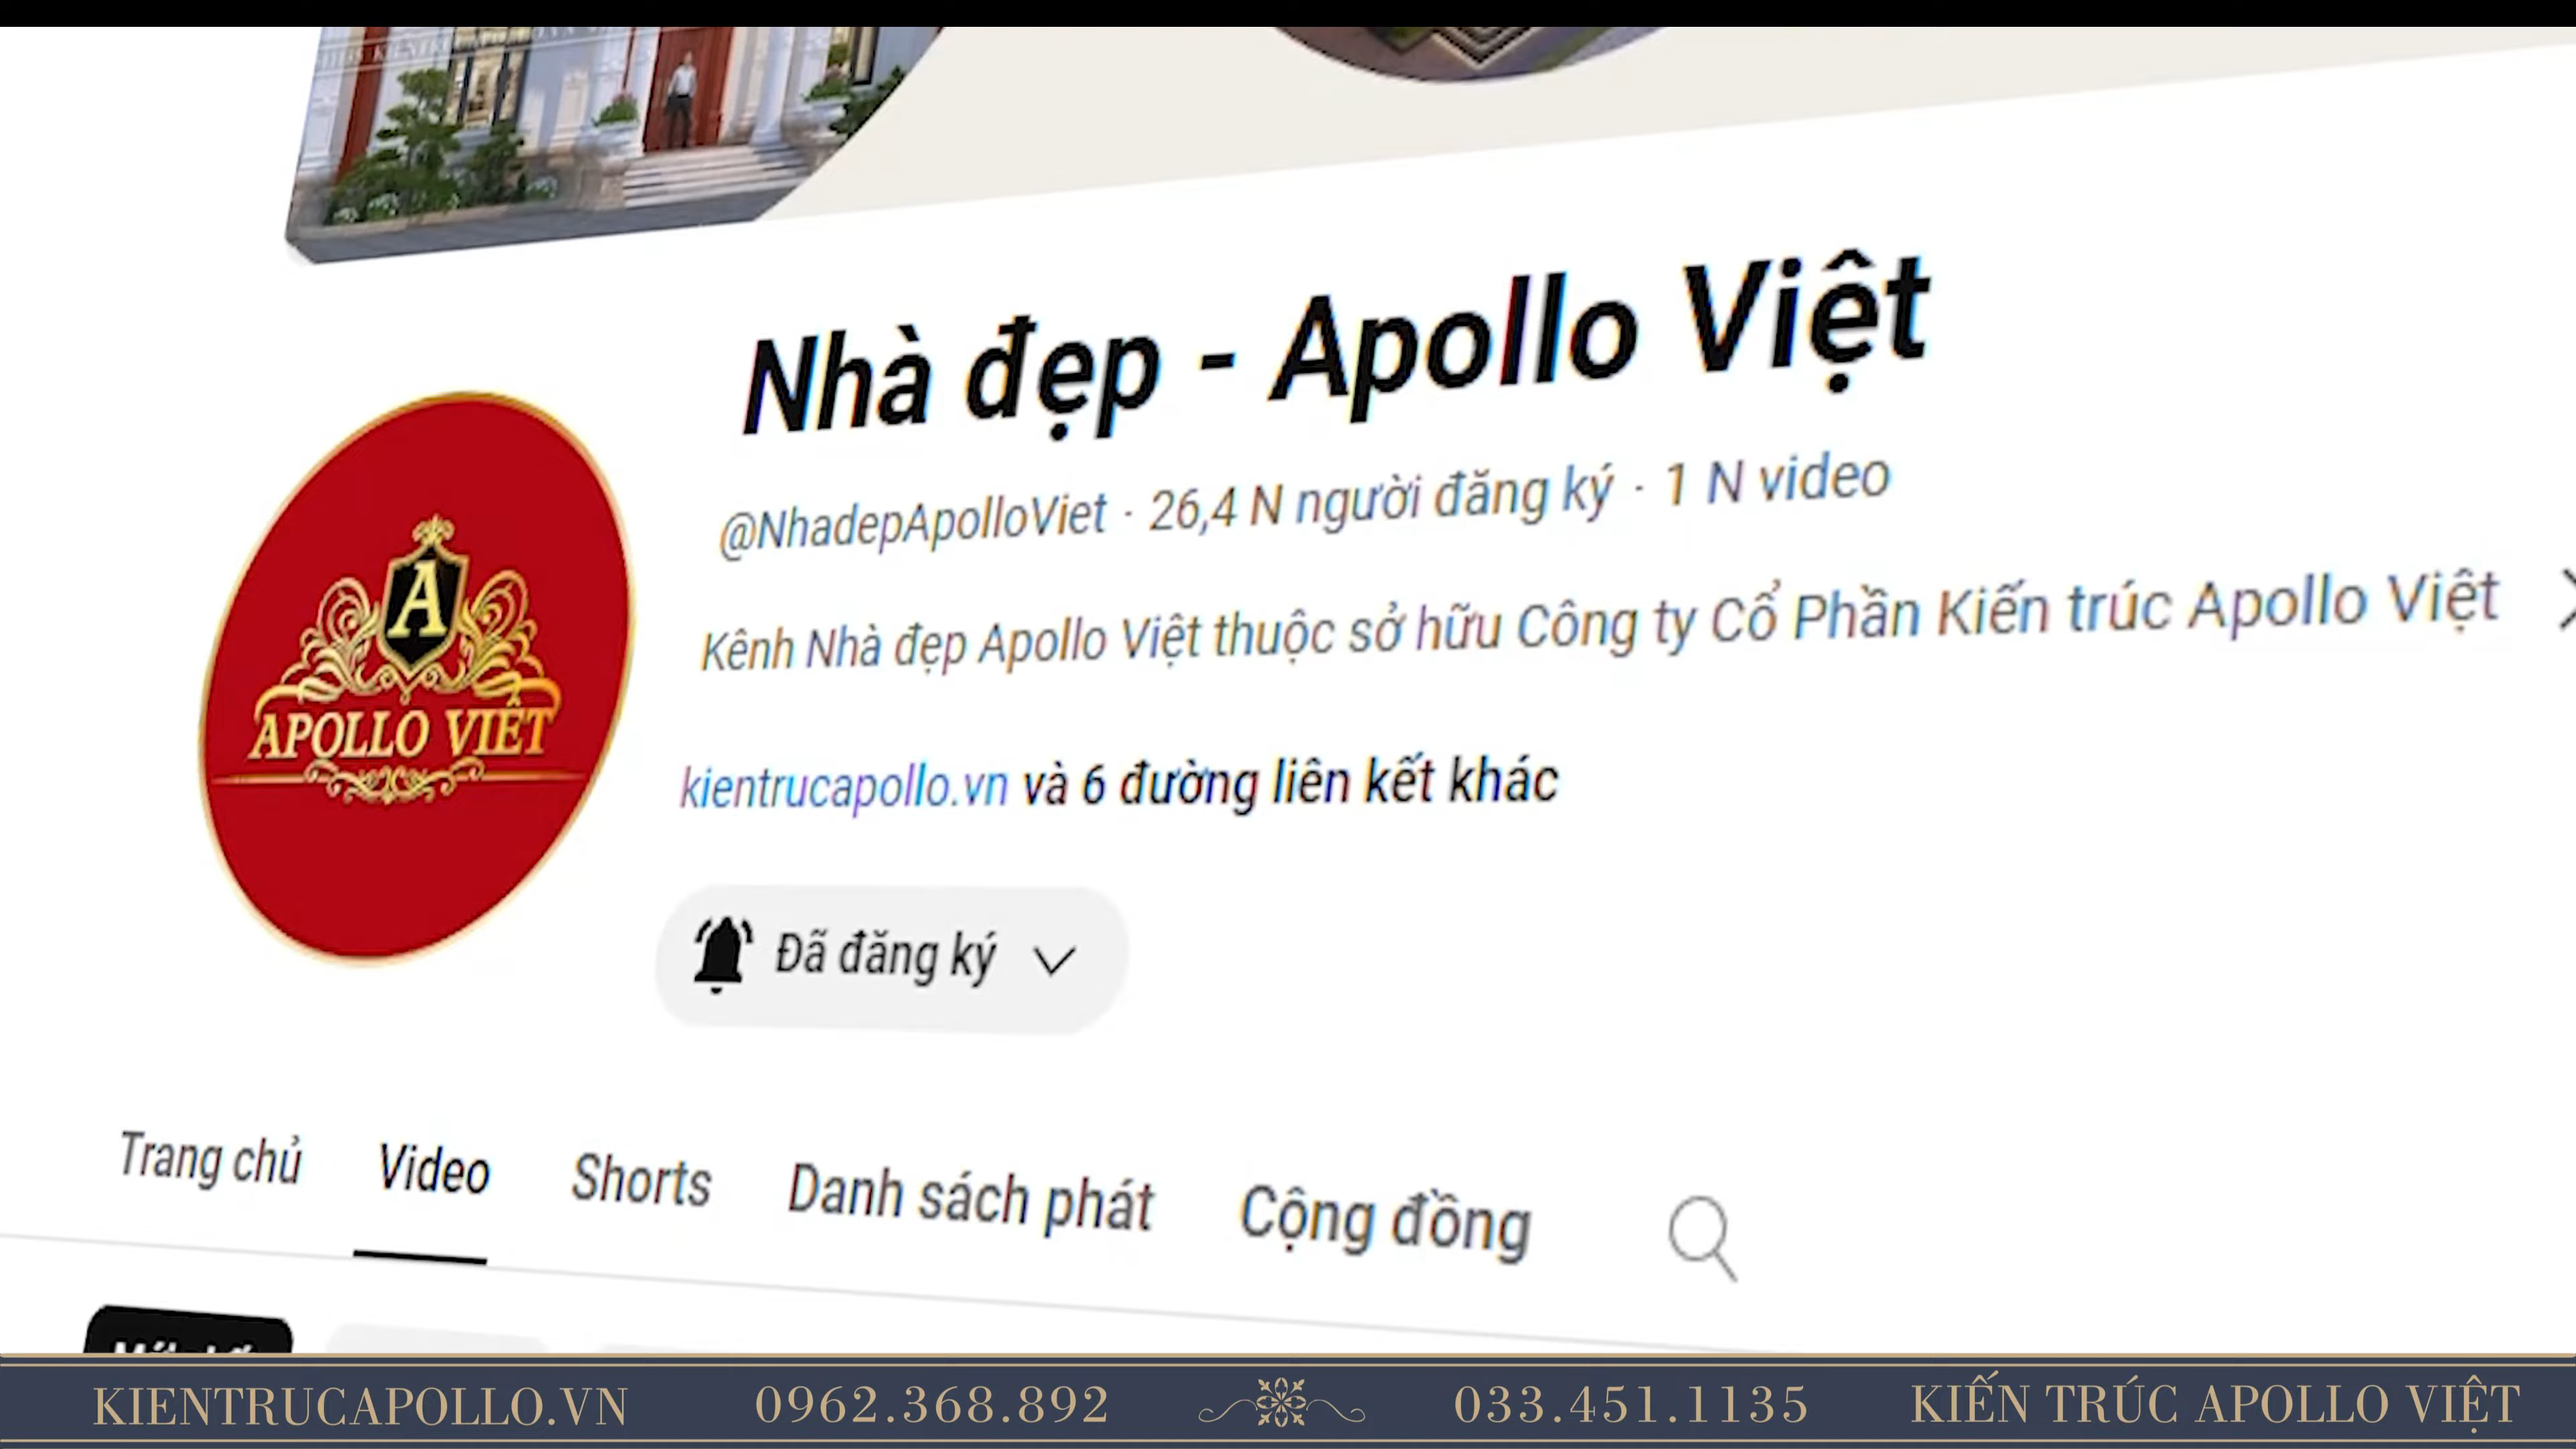 Nhà đẹp - Apollo Việt
@NhadepApolloViet · 26,4 N người đăng ký · 1 N video
Kênh Nhà đẹp Apollo Việt thuộc sở hữu Công ty Cổ Phần Kiến trúc Apollo Việt
A
APOLLO VIỆT
kientrucapollo.vn và 6 đường liên kết khác
Đã đăng ký
Trang chủ Video Shorts Danh sách phát Cộng đồng
KIENTRUCAPOLLO.VN 0962.368.892 033.451.1135 KIẾN TRÚC APOLLO VIỆT